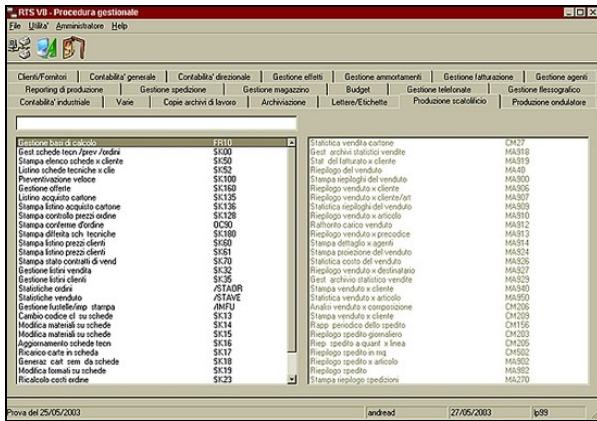 RTS V8 - Procedura gestionale
File Utilita' Amministratore Help
Clienti/Fornitori Contabilita' generale Contabilita' direzionale Gestione effetti Gestione ammortamenti Gestione fatturazione Gestione agenti
Reporting di produzione Gestione spedizione Gestione magazzino Budget Gestione telefonate Gestione flessografico
Contabilita' industriale Varie Copie archivi di lavoro Archiviazione Lettere/Etichette Produzione scatolificio Produzione ondulatore
Gestione basi di calcolo FR10
Gest schede tecn /prev /ordini SK00
Stampa elenco schede x cliente SK50
Listino schede tecniche x clie SK52
Preventivazione veloce SK100
Gestione offerte SK160
Listino acquisto cartone SK135
Stampa listino acquisto cartone SK136
Stampa controllo prezzi ordine SK128
Stampa conferme d'ordine OC90
Stampa differita sch tecniche SK180
Stampa listino prezzi clienti SK60
Stampa listino prezzi clienti SK61
Stampa stato contratti di vend SK70
Gestione listini vendita SK32
Gestione listini clienti SK35
Statistiche ordini /STAOR
Statistiche venduto /STAVE
Gestione fustelle/imp stampa /IMFU
Cambio codice cl su schede SK13
Modifica materiali su schede SK14
Modifica materiali su schede SK15
Aggiornamento schede tecn SK16
Ricarico carte in scheda SK17
Generaz cart sem da schede SK18
Modifica formati su schede SK19
Ricalcolo costi ordine SK23
Statistica vendita cartone CM27
Gest archivi statistici vendite MA918
Stat del fatturato x cliente MA919
Riepilogo del venduto MA40
Stampa riepiloghi del venduto MA900
Riepilogo venduto x cliente MA906
Riepilogo venduto x cliente/art MA907
Statistica riepiloghi del venduto MA909
Riepilogo venduto x articolo MA910
Raffronto carico venduto MA912
Riepilogo venduto x precodice MA913
Stampa dettaglio x agenti MA914
Stampa proiezione del venduto MA924
Statistica costo del venduto MA926
Riepilogo venduto x destinatario MA927
Gest archivio statistico vendite MA929
Stampa venduto x cliente MA940
Statistica venduto x articolo MA950
Analisi venduto x composizione CM206
Stampa venduto x cliente MA209
Rapp periodico dello spedito CM156
Riepilogo spedito giornaliero CM203
Riep spedito a quant x linea CM205
Riepilogo spedito in mq CM502
Riepilogo spedito x articolo MA902
Riepilogo spedito MA992
Stampa riepilogo spedizioni MA270
Prova del 25/05/2003 andread 27/05/2003 lp99